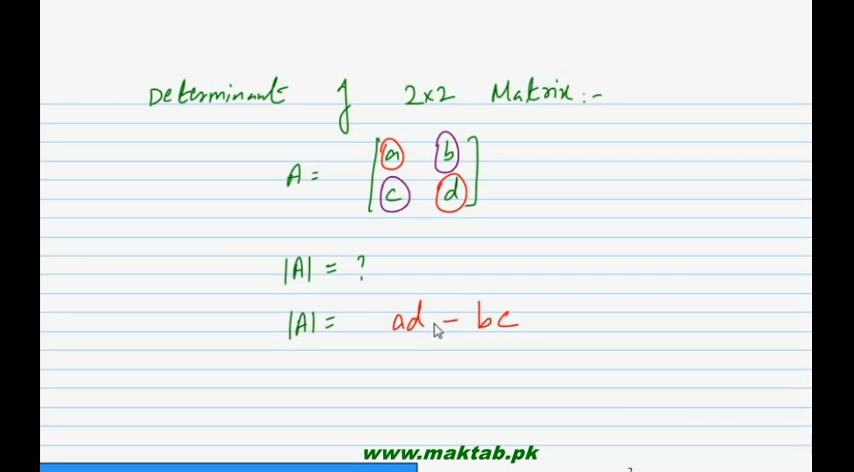 Determinant of 2x2 Matrix:-
A = [a b
c d]
|A| = ?
|A| = ad - bc
www.maktab.pk
?